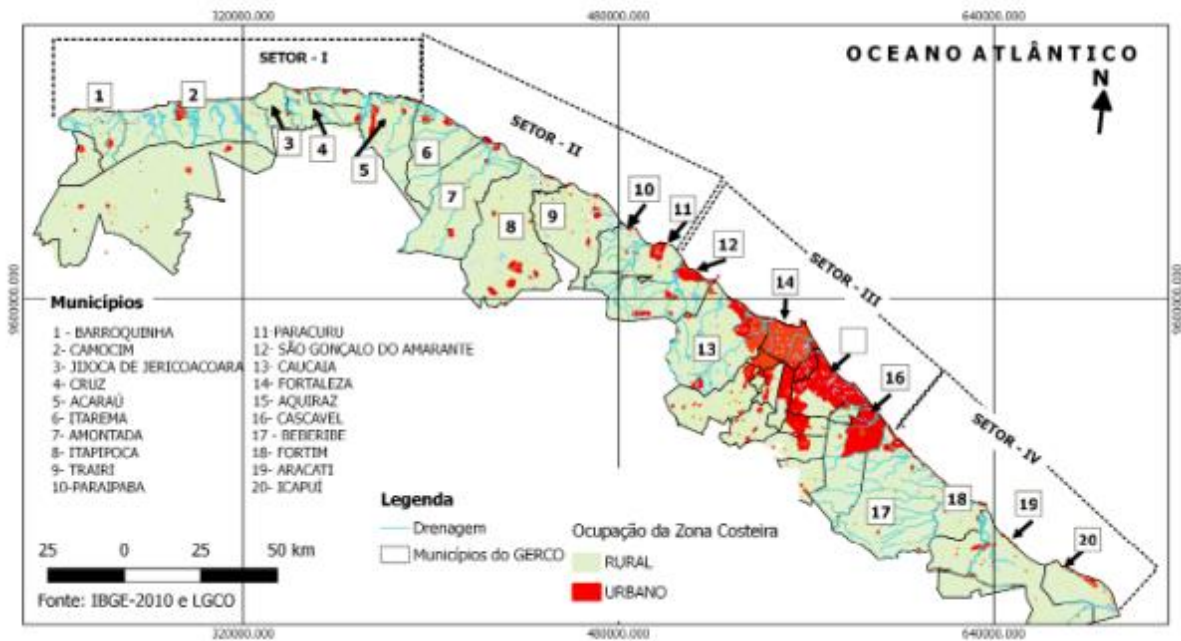 320000.000 480000.000 640000.000
OCEANO ATLÂNTICO
N
SETOR - I
SETOR - II
SETOR - III
SETOR - IV
1
2
3
4
5
6
7
8
9
10
11
12
13
14
16
17
18
19
20
9600000.000
9600000.000
Municípios
1 - BARROQUINHA
2- CAMOCIM
3- JIJOCA DE JERICOACOARA
4- CRUZ
5- ACARAÚ
6- ITAREMA
7- AMONTADA
8- ITAPIPOCA
9- TRAIRI
10-PARAIPABA
11-PARACURU
12- SÃO GONÇALO DO AMARANTE
13- CAUCAIA
14- FORTALEZA
15- AQUIRAZ
16- CASCAVEL
17 - BEBERIBE
18- FORTIM
19- ARACATI
20- ICAPUÍ
Legenda
Drenagem
Municípios do GERCO
Ocupação da Zona Costeira
RURAL
URBANO
25 0 25 50 km
Fonte: IBGE-2010 e LGCO
320000.000 480000.000 640000.000